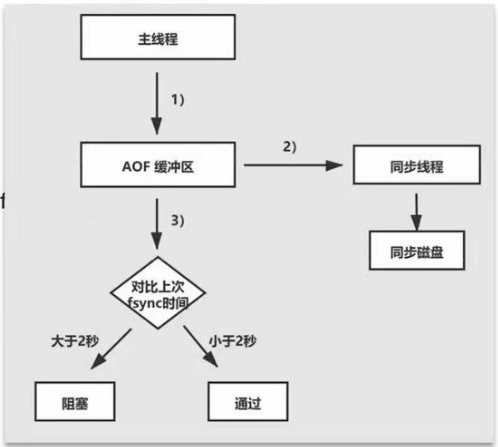 主线程
1)
AOF 缓冲区
2)
同步线程
f
3)
同步磁盘
对比上次
fsync时间
大于2秒
小于2秒
阻塞
通过